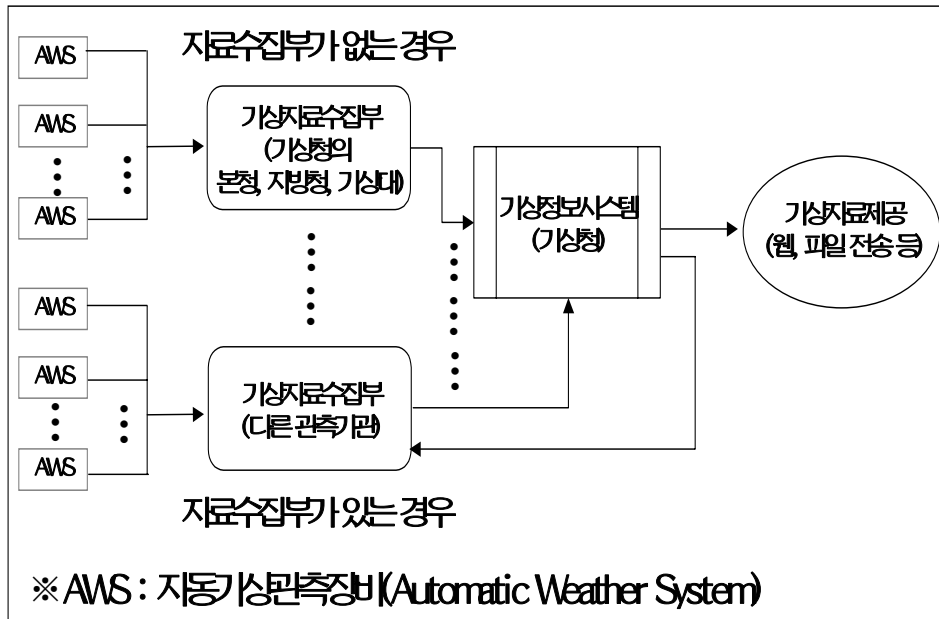 자료수집부가 없는 경우
AWS
AWS
AWS
기상자료수집부
(기상청의
본청, 지방청, 기상대)
기상정보시스템
(기상청)
기상자료제공
(웹, 파일 전송 등)
AWS
AWS
AWS
기상자료수집부
(다른 관측기관)
자료수집부가 있는 경우
※ AWS : 자동기상관측장비(Automatic Weather System)